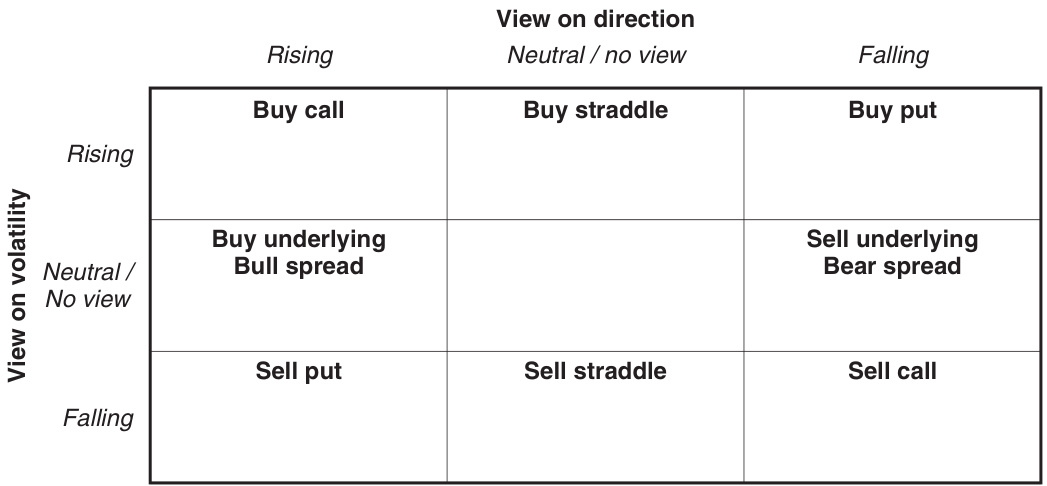 View on direction
Rising
Neutral / no view
Falling
View on volatility
Rising
Buy call
Buy straddle
Buy put
Neutral /
No view
Buy underlying
Bull spread
Sell underlying
Bear spread
Falling
Sell put
Sell straddle
Sell call